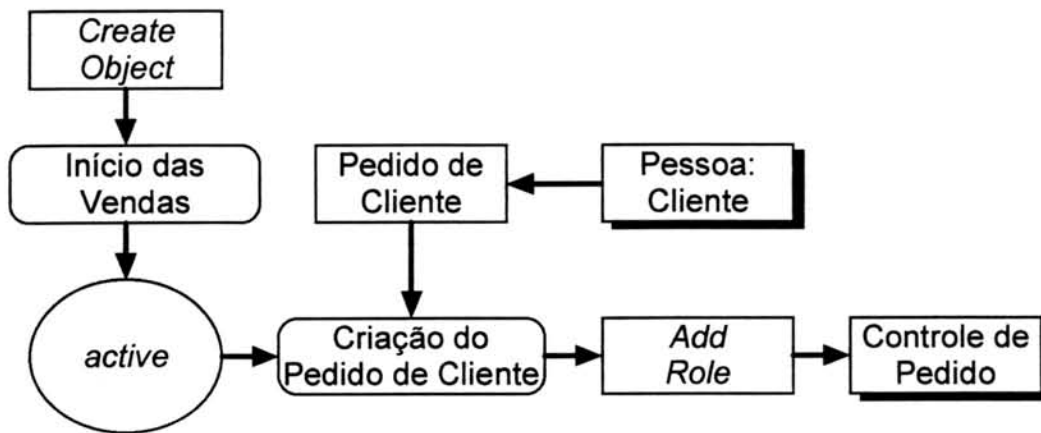 Create
Object
Início das
Vendas
Pedido de
Cliente
Pessoa:
Cliente
active
Criação do
Pedido de Cliente
Add
Role
Controle de
Pedido